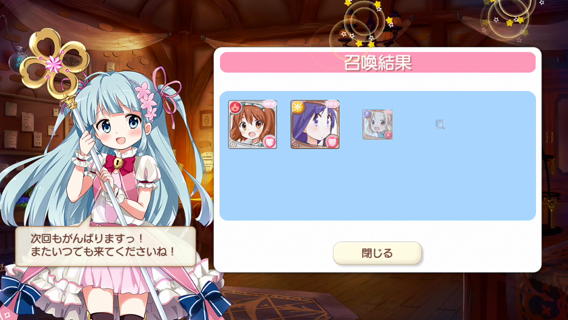 召喚結果
次回もがんばりますっ！
またいつでも来てくださいね！
閉じる